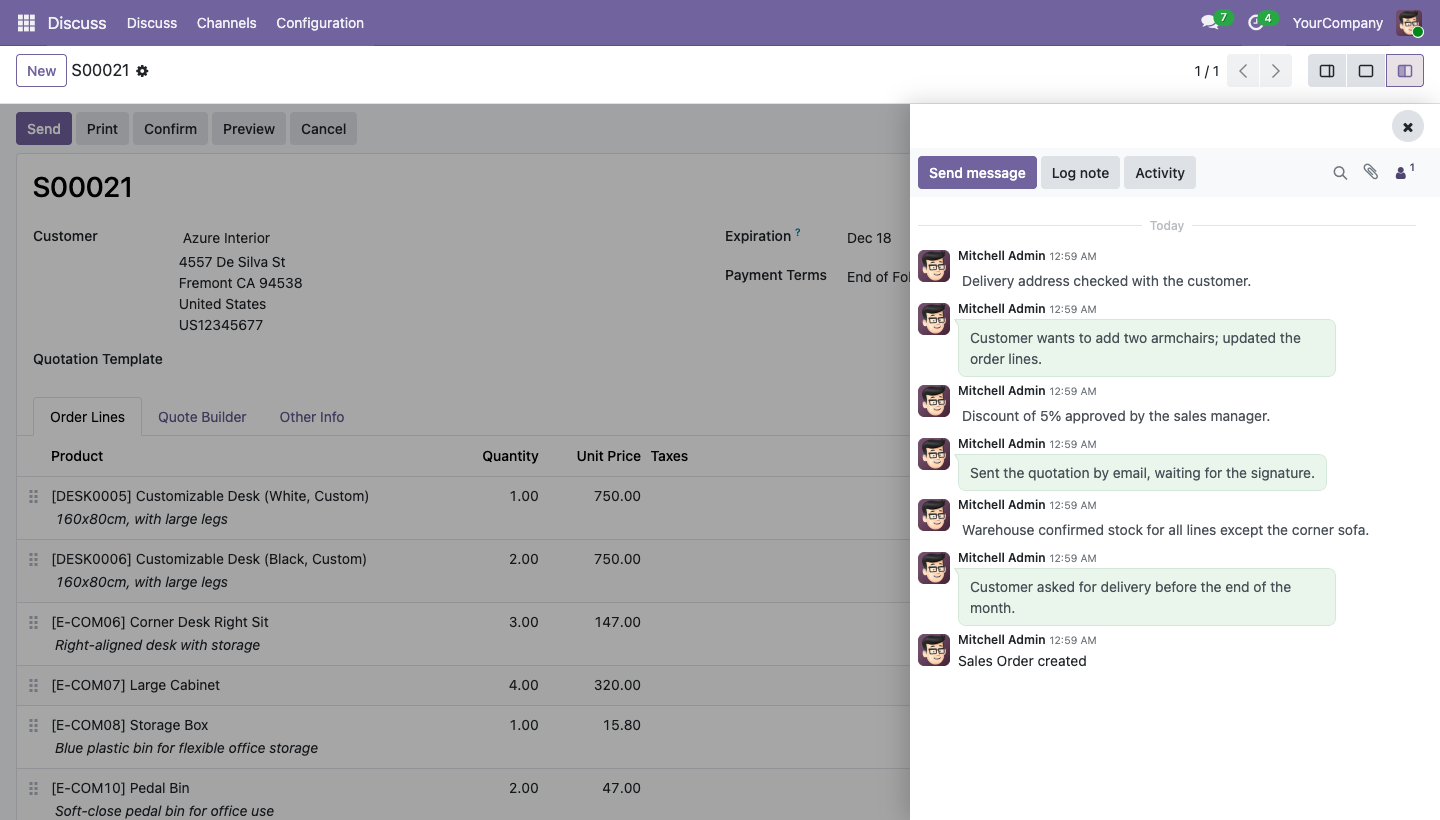 Discuss Discuss Channels Configuration 7 4 YourCompany
New S00021 1 / 1
Send Print Confirm Preview Cancel
S00021
Customer Azure Interior
4557 De Silva St
Fremont CA 94538
United States
US12345677
Expiration ? Dec 18
Payment Terms End of Fol
Quotation Template
Order Lines Quote Builder Other Info
Product Quantity Unit Price Taxes
[DESK0005] Customizable Desk (White, Custom) 1.00 750.00
160x80cm, with large legs
[DESK0006] Customizable Desk (Black, Custom) 2.00 750.00
160x80cm, with large legs
[E-COM06] Corner Desk Right Sit 3.00 147.00
Right-aligned desk with storage
[E-COM07] Large Cabinet 4.00 320.00
[E-COM08] Storage Box 1.00 15.80
Blue plastic bin for flexible office storage
[E-COM10] Pedal Bin 2.00 47.00
Soft-close pedal bin for office use
Send message Log note Activity 1
Today
Mitchell Admin 12:59 AM
Delivery address checked with the customer.
Mitchell Admin 12:59 AM
Customer wants to add two armchairs; updated the
order lines.
Mitchell Admin 12:59 AM
Discount of 5% approved by the sales manager.
Mitchell Admin 12:59 AM
Sent the quotation by email, waiting for the signature.
Mitchell Admin 12:59 AM
Warehouse confirmed stock for all lines except the corner sofa.
Mitchell Admin 12:59 AM
Customer asked for delivery before the end of the
month.
Mitchell Admin 12:59 AM
Sales Order created